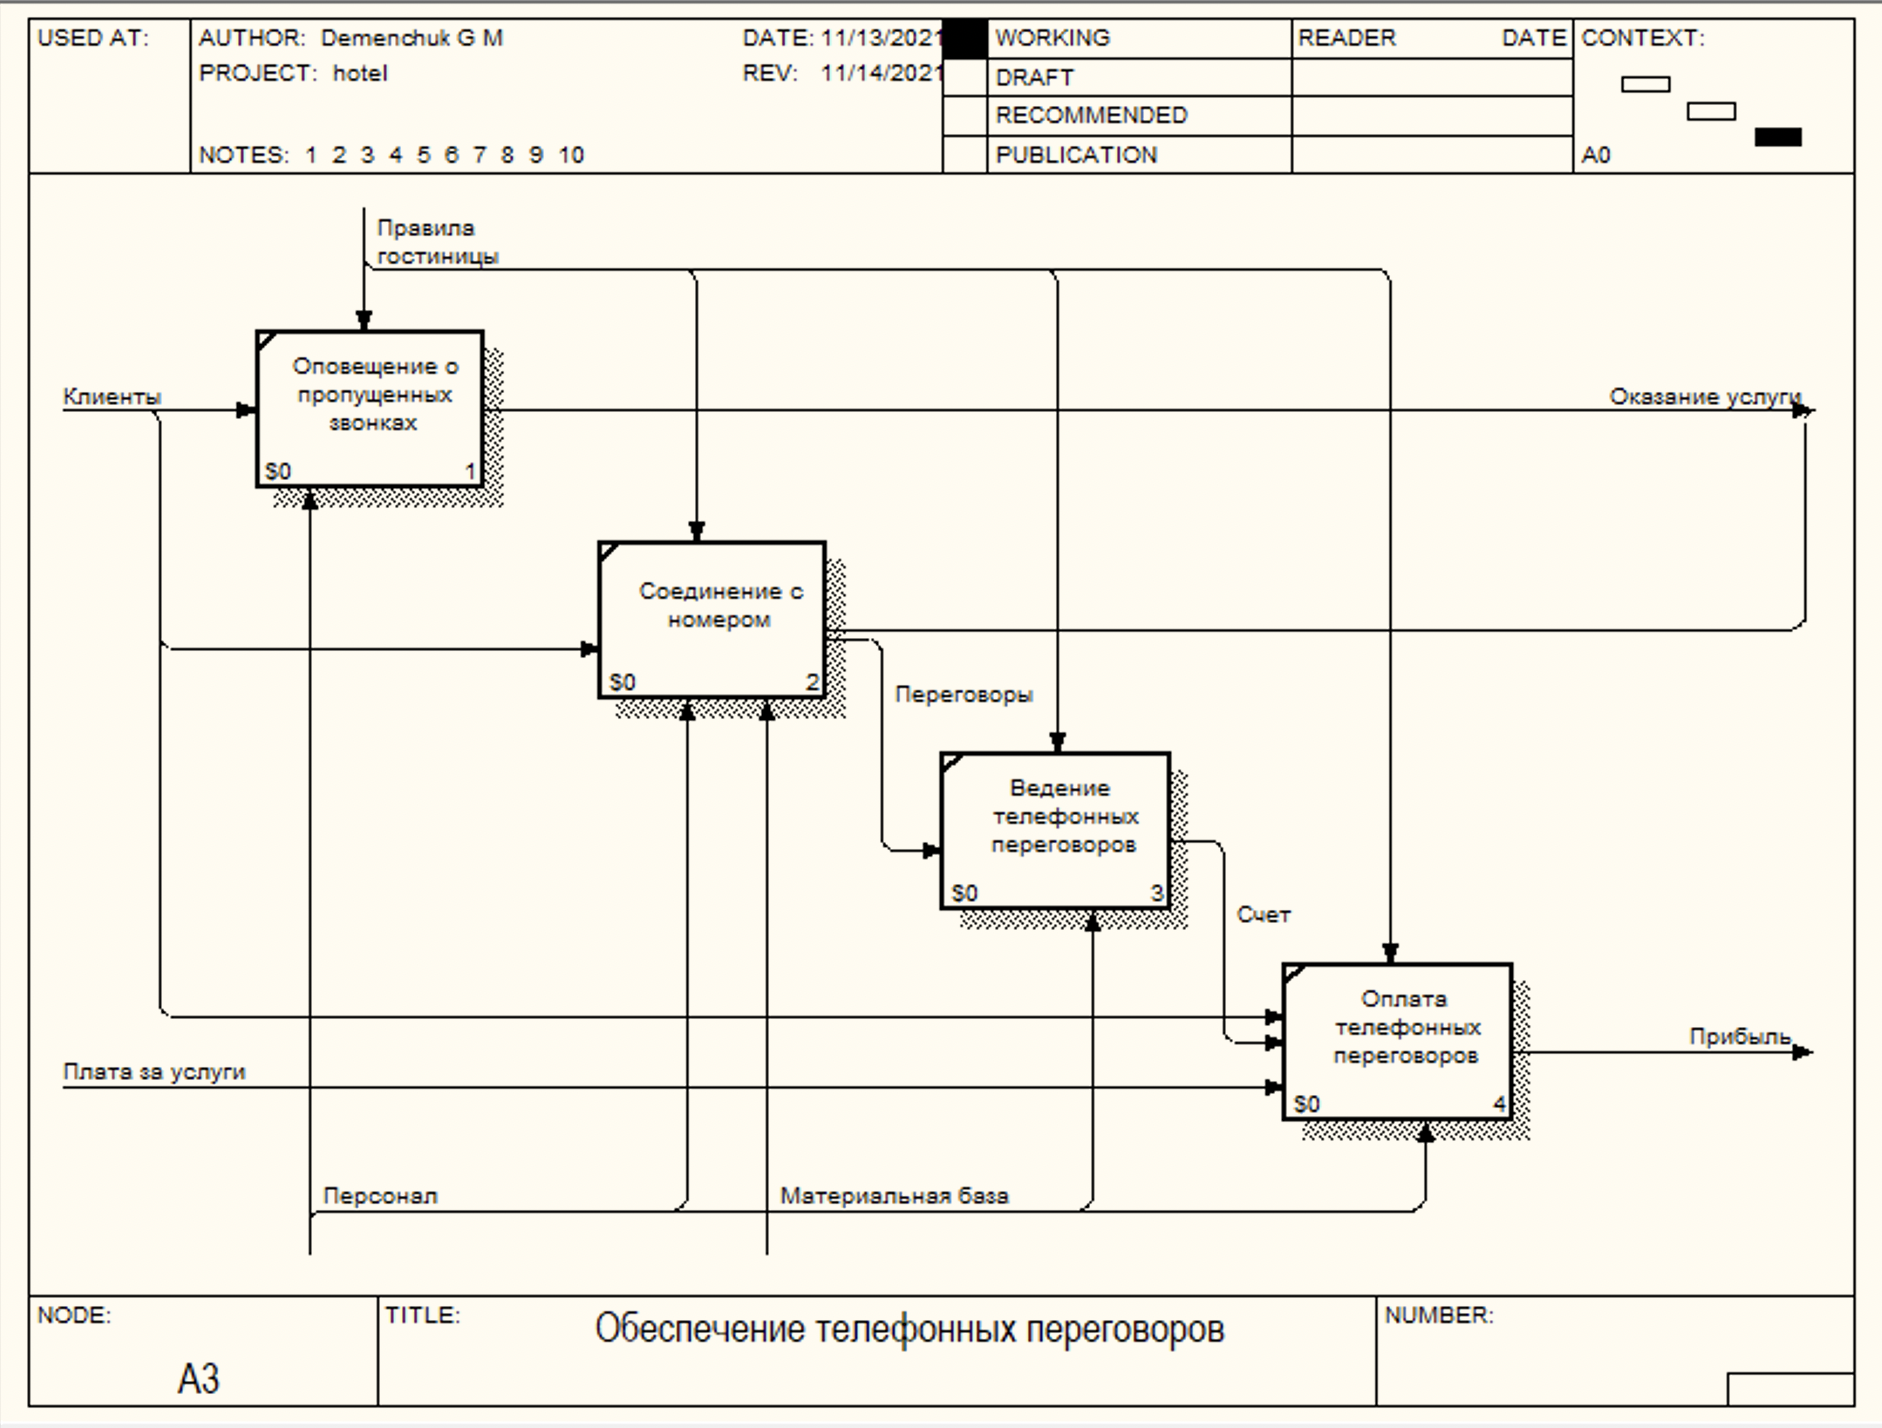 USED AT:
AUTHOR: Demenchuk G M
DATE: 11/13/2021
PROJECT: hotel
REV: 11/14/2021
NOTES: 1 2 3 4 5 6 7 8 9 10
WORKING
DRAFT
RECOMMENDED
PUBLICATION
READER DATE
CONTEXT:
A0
Правила
гостиницы
Клиенты
Оповещение о
пропущенных
звонках
$0 1
Оказание услуги
Соединение с
номером
$0 2
Переговоры
Ведение
телефонных
переговоров
$0 3
Счет
Оплата
телефонных
переговоров
$0 4
Прибыль
Плата за услуги
Персонал
Материальная база
NODE:
A3
TITLE:
Обеспечение телефонных переговоров
NUMBER: